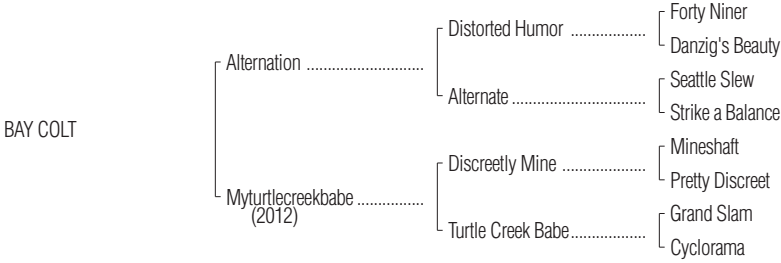 Forty Niner
Distorted Humor ..................
Danzig's Beauty
Alternation ............................
Seattle Slew
Alternate ................................
Strike a Balance
BAY COLT
Mineshaft
Discreetly Mine ....................
Pretty Discreet
Myturtlecreekbabe ................
(2012)
Grand Slam
Turtle Creek Babe..................
Cyclorama